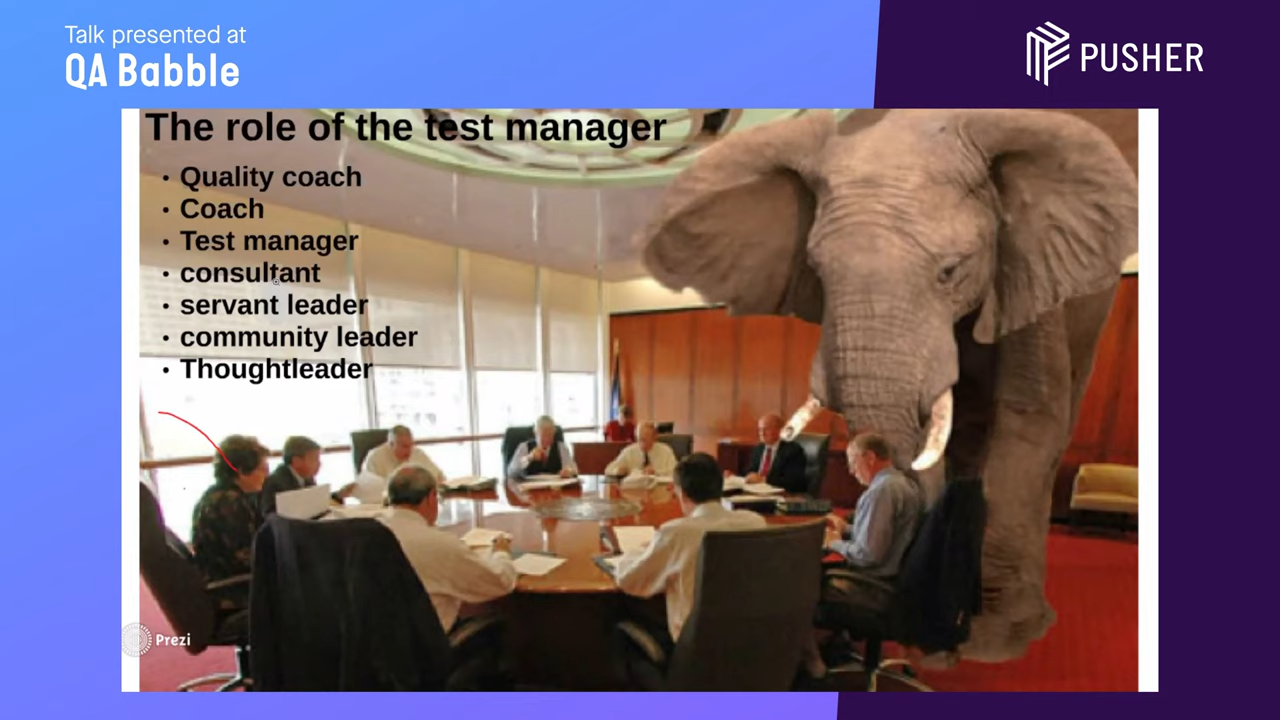 Talk presented at
QA Babble
PUSHER
The role of the test manager
• Quality coach
• Coach
• Test manager
• consultant
• servant leader
• community leader
• Thoughtleader
Prezi